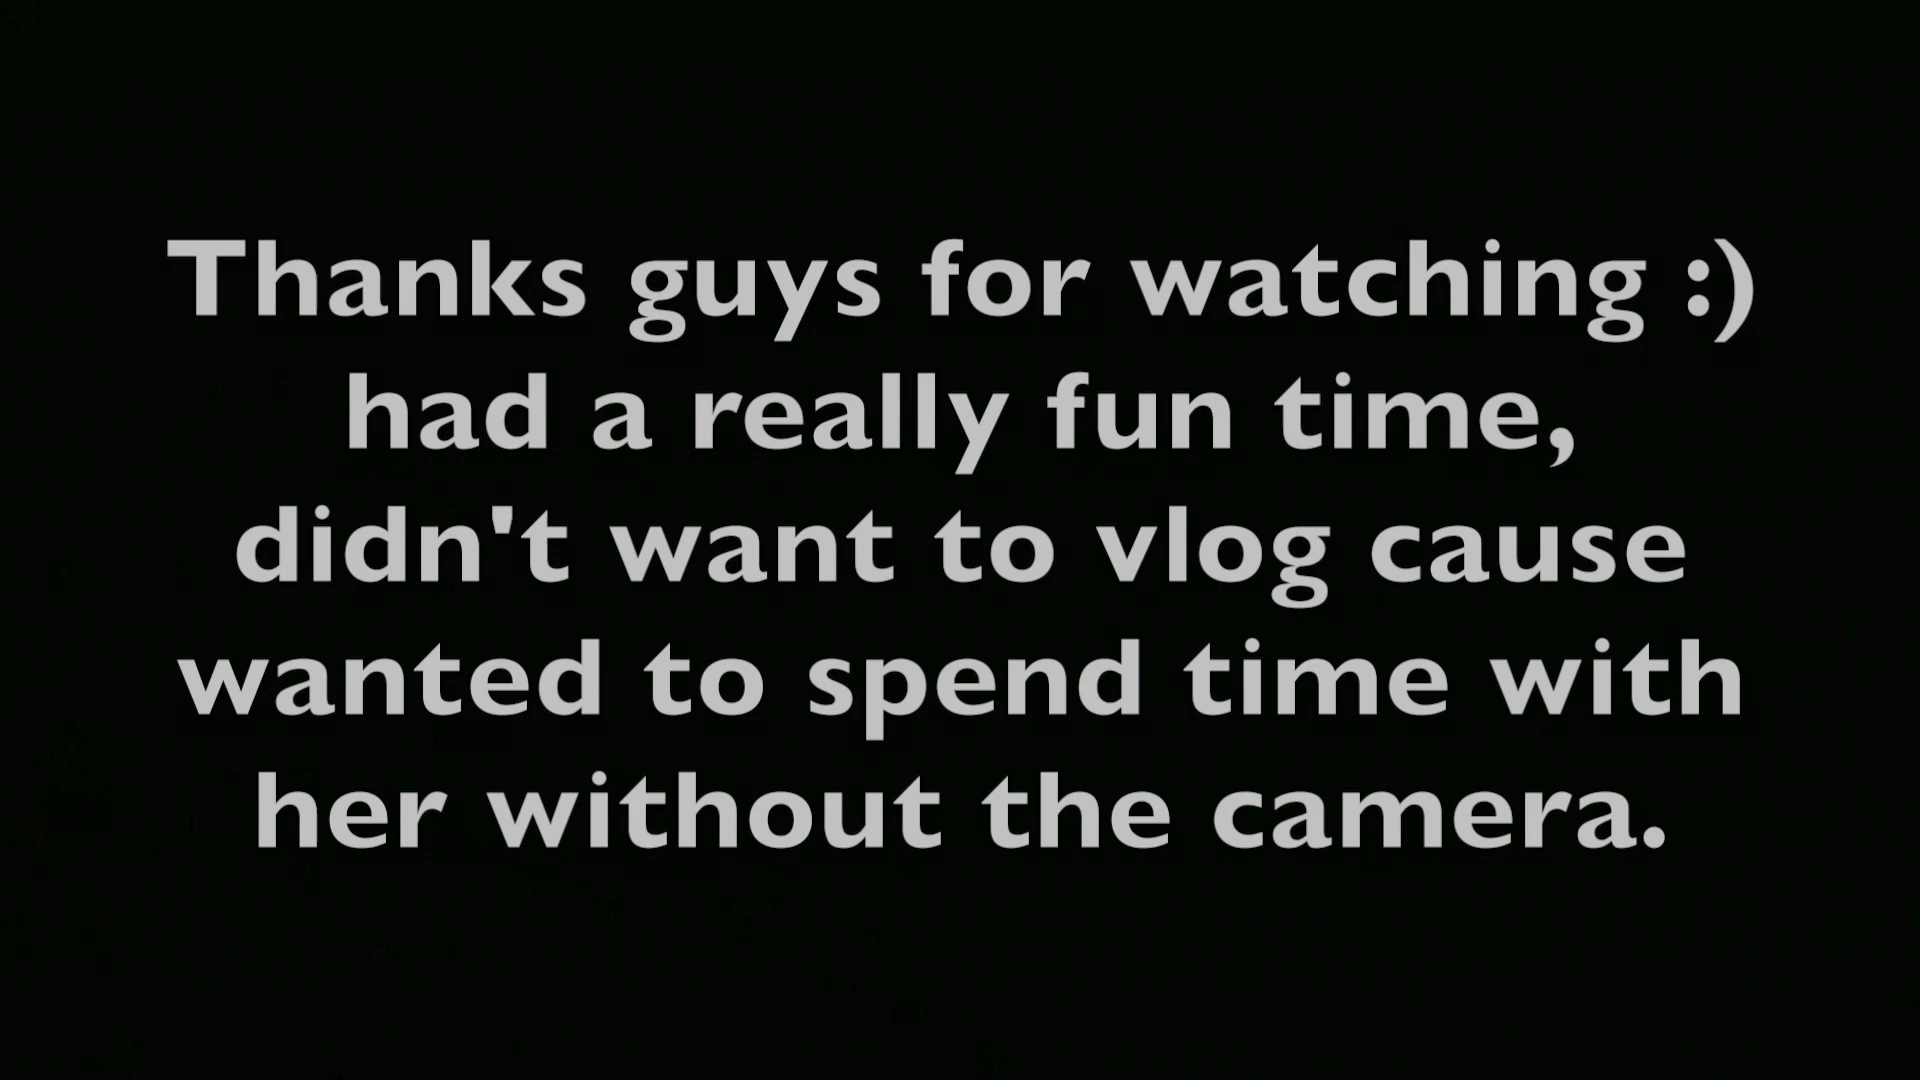 Thanks guys for watching :)
had a really fun time,
didn't want to vlog cause
wanted to spend time with
her without the camera.